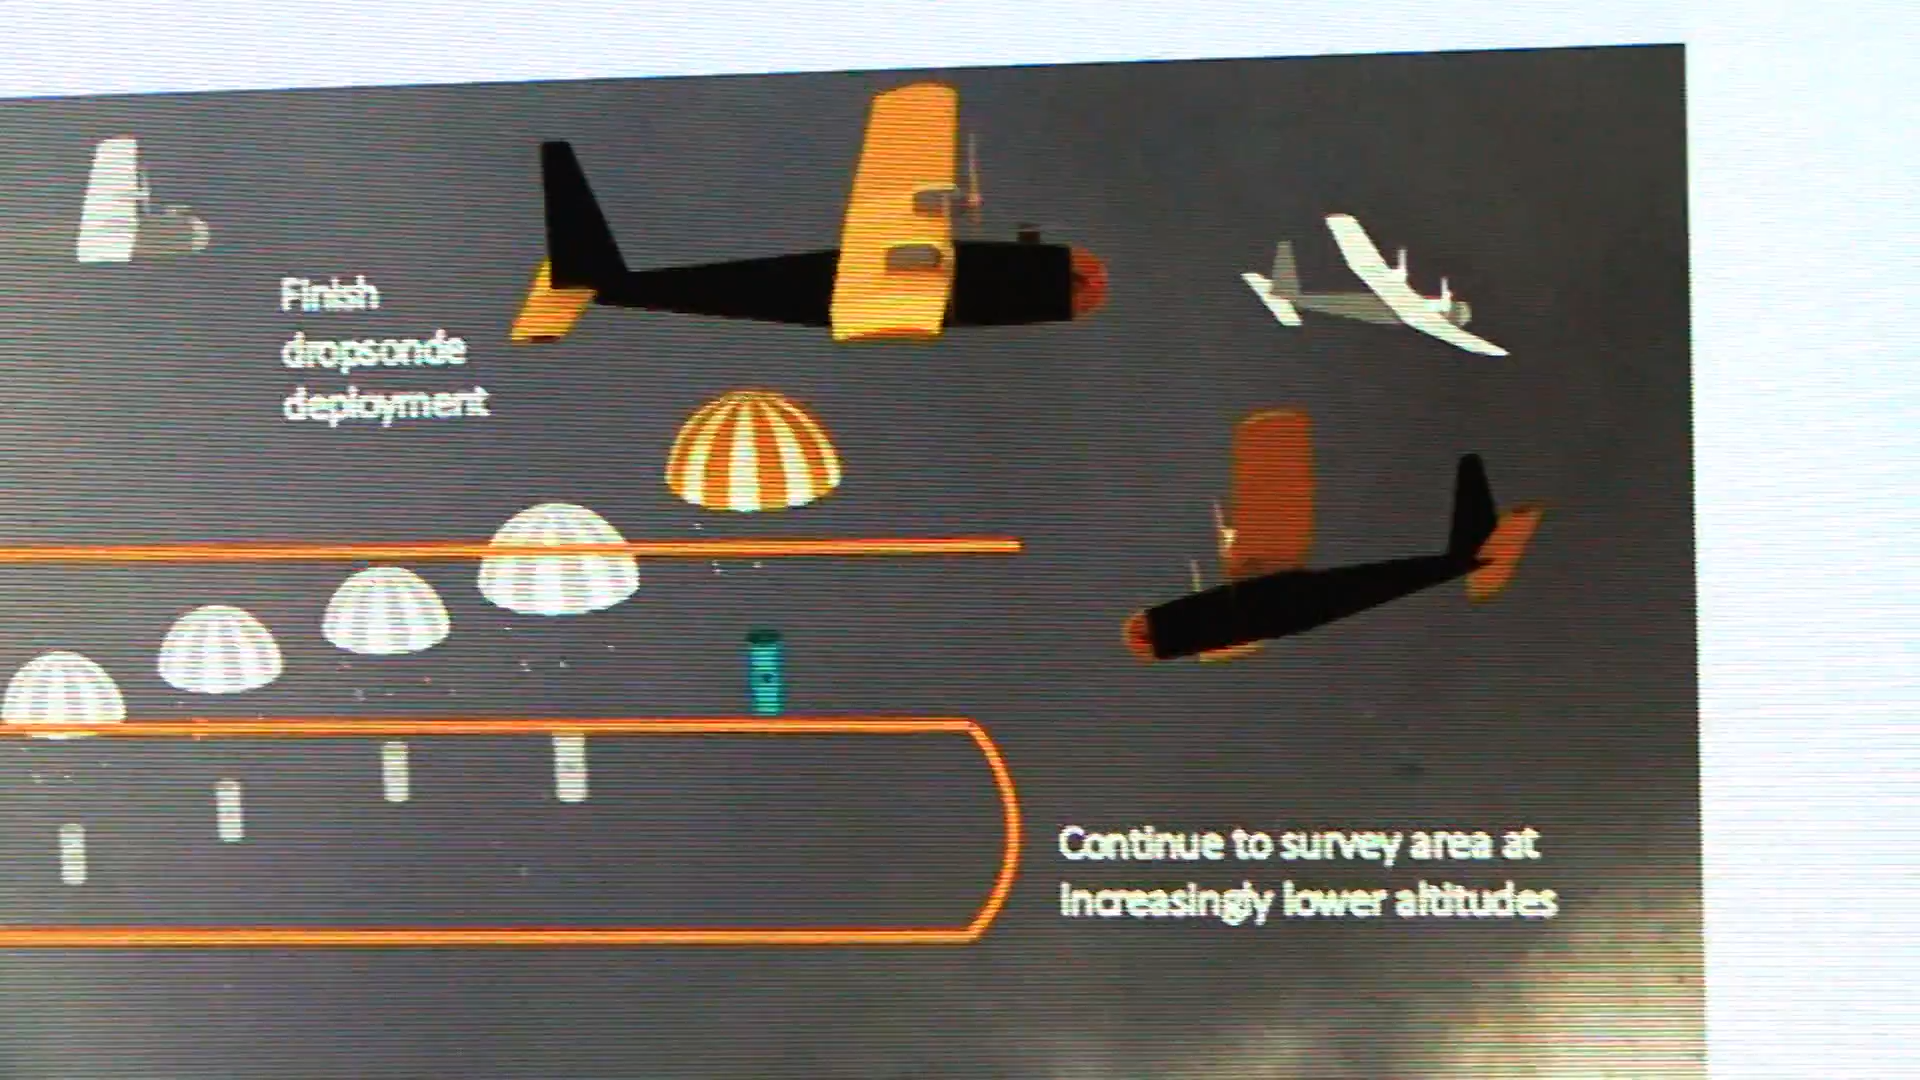 Finish
dropsonde
deployment
Continue to survey area at
increasingly lower altitudes